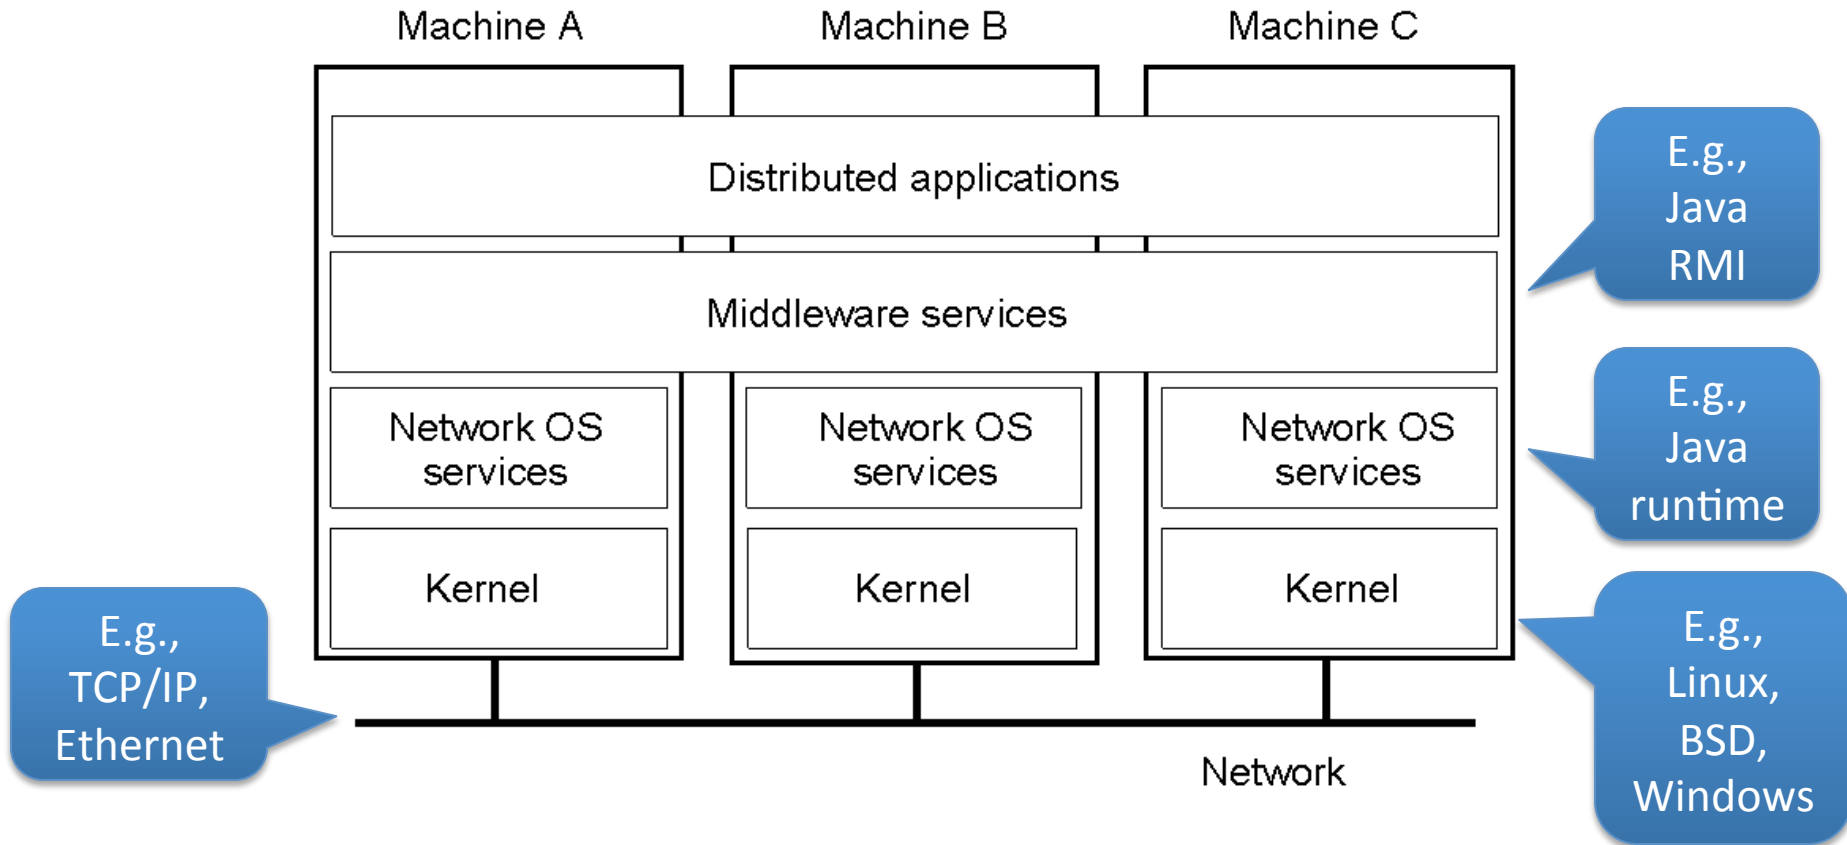 Machine A
Machine B
Machine C
Distributed applications
Middleware services
Network OS
services
Network OS
services
Network OS
services
Kernel
Kernel
Kernel
Network
E.g.,
Java
RMI
E.g.,
Java
runtime
E.g.,
Linux,
BSD,
Windows
E.g.,
TCP/IP,
Ethernet